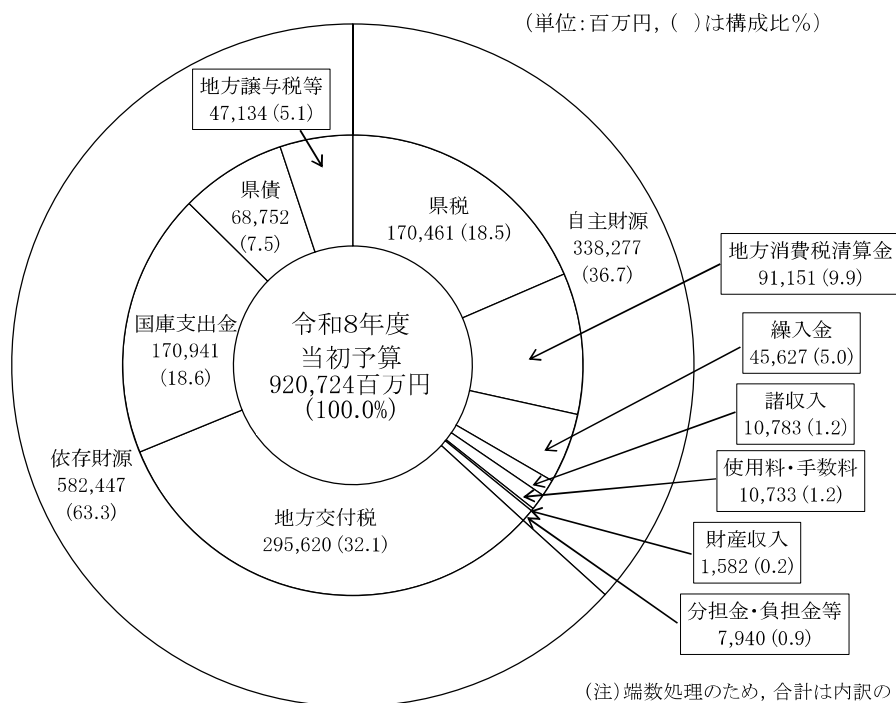 (単位:百万円, ( )は構成比%)
地方譲与税等
47,134 (5.1)
県債
68,752
(7.5)
県税
170,461 (18.5)
自主財源
338,277
(36.7)
地方消費税清算金
91,151 (9.9)
国庫支出金
170,941
(18.6)
令和8年度
当初予算
920,724百万円
(100.0%)
繰入金
45,627 (5.0)
諸収入
10,783 (1.2)
依存財源
582,447
(63.3)
使用料・手数料
10,733 (1.2)
地方交付税
295,620 (32.1)
財産収入
1,582 (0.2)
分担金・負担金等
7,940 (0.9)
(注)端数処理のため, 合計は内訳の